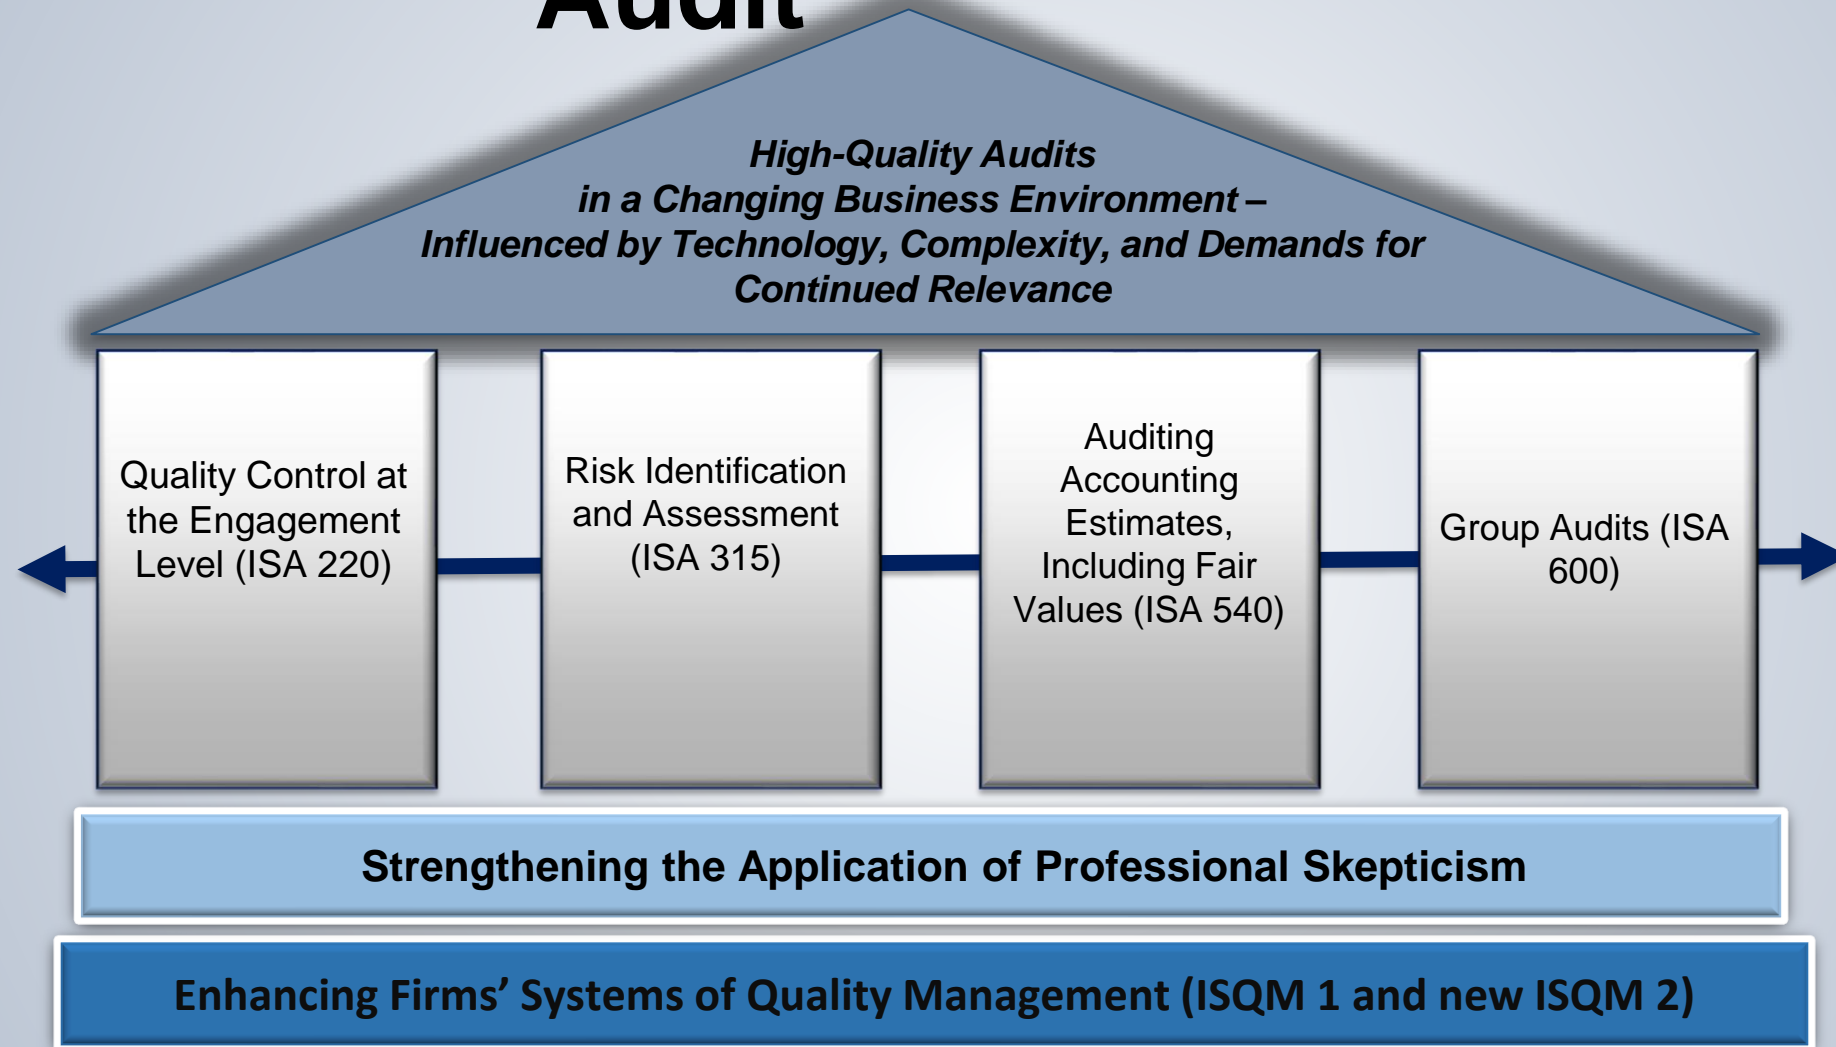 Audit
High-Quality Audits
in a Changing Business Environment –
Influenced by Technology, Complexity, and Demands for
Continued Relevance
Quality Control at
the Engagement
Level (ISA 220)
Risk Identification
and Assessment
(ISA 315)
Auditing
Accounting
Estimates,
Including Fair
Values (ISA 540)
Group Audits (ISA
600)
Strengthening the Application of Professional Skepticism
Enhancing Firms’ Systems of Quality Management (ISQM 1 and new ISQM 2)